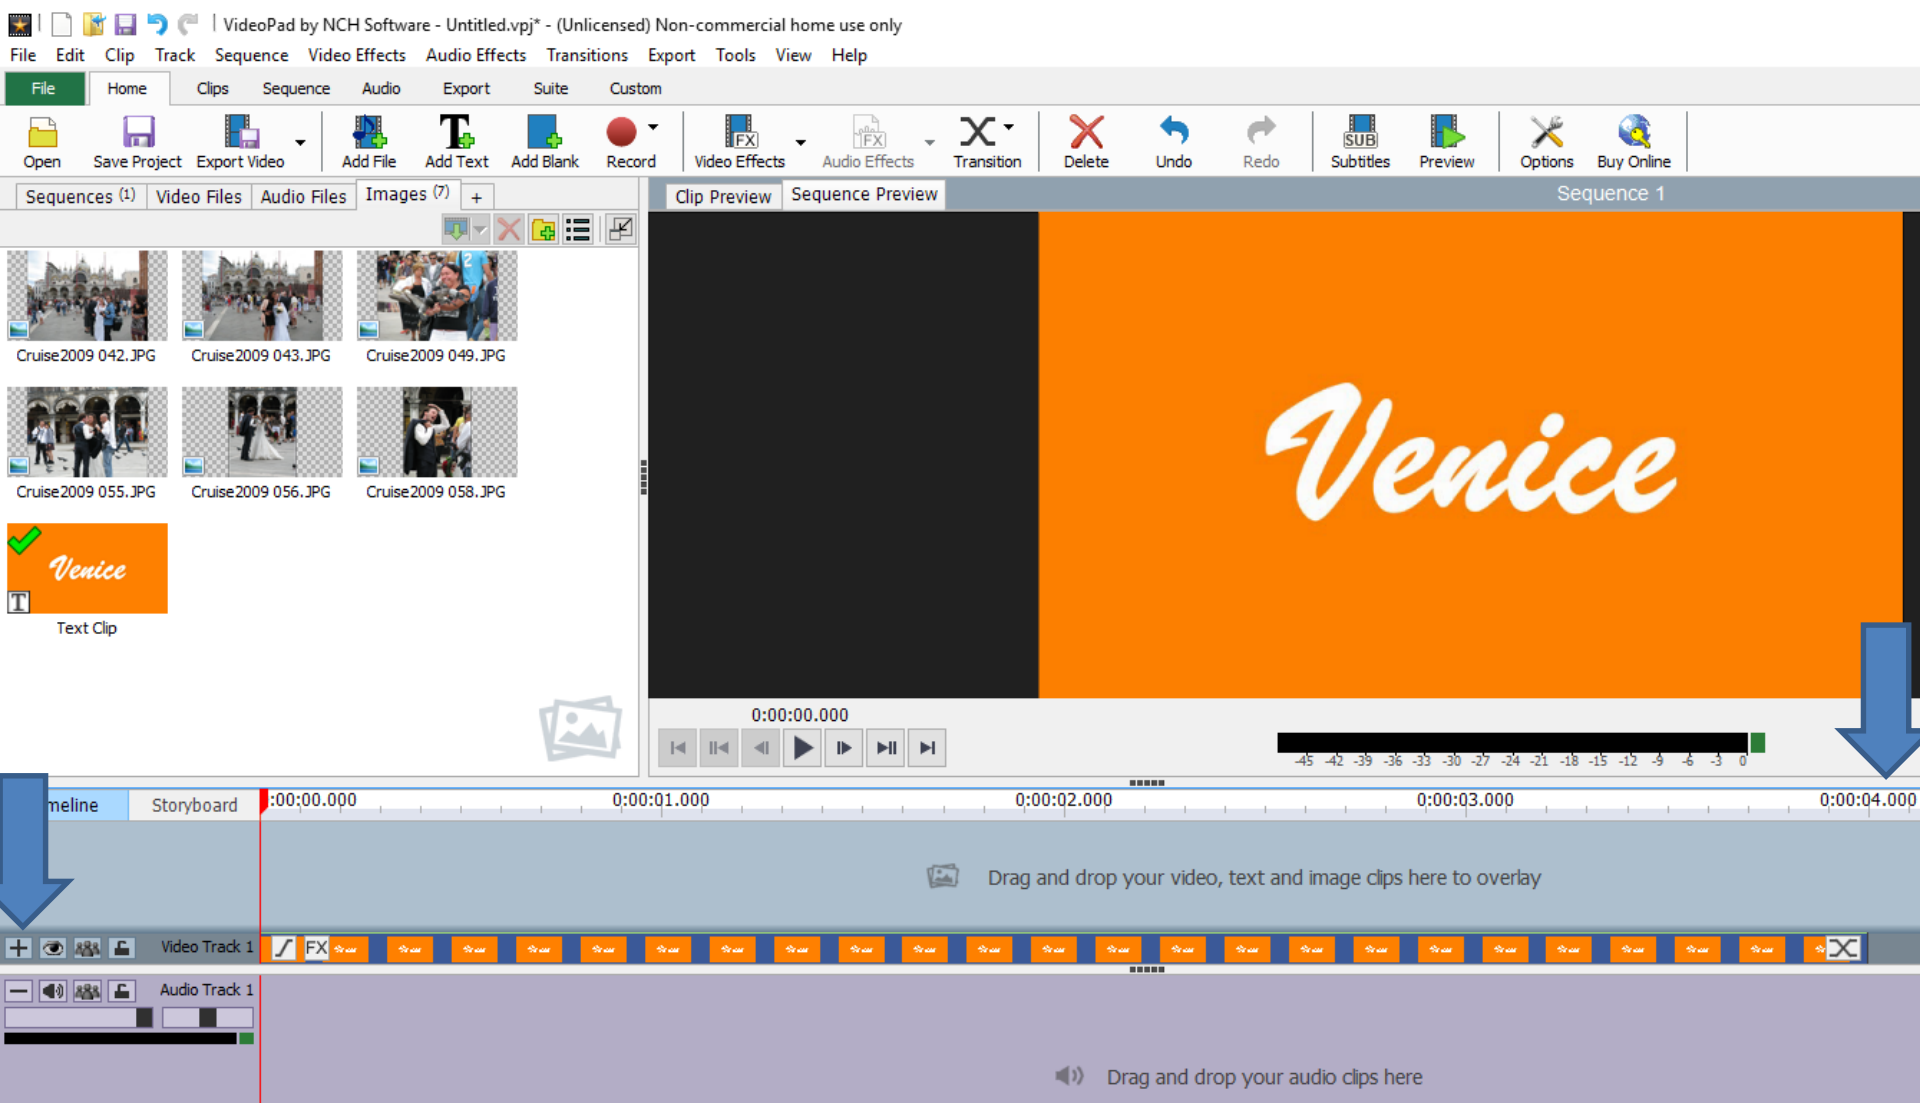 VideoPad by NCH Software - Untitled.vpj* - (Unlicensed) Non-commercial home use only
File Edit Clip Track Sequence Video Effects Audio Effects Transitions Export Tools View Help
File Home Clips Sequence Audio Export Suite Custom
FX FX SUB
Open Save Project Export Video Add File Add Text Add Blank Record Video Effects Audio Effects Transition Delete Undo Redo Subtitles Preview Options Buy Online
Sequences (1) Video Files Audio Files Images (7) +
Clip Preview Sequence Preview Sequence 1
Cruise2009 042.JPG Cruise2009 043.JPG Cruise2009 049.JPG
Cruise2009 055.JPG Cruise2009 056.JPG Cruise2009 058.JPG
Venice
T
Text Clip
Venice
0:00:00.000
-45 -42 -39 -36 -33 -30 -27 -24 -21 -18 -15 -12 -9 -6 -3 0
meline Storyboard :00:00.000 0:00:01.000 0:00:02.000 0:00:03.000 0:00:04.000
Drag and drop your video, text and image clips here to overlay
Video Track 1 FX
Audio Track 1
Drag and drop your audio clips here